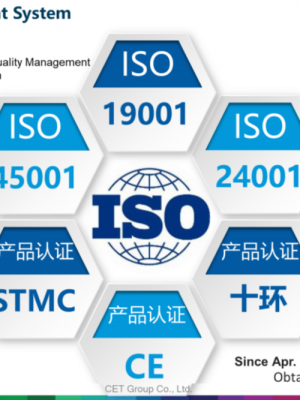 nt System
uality Management
ISO
19001
ISO
45001
ISO
24001
ISO
产品认证
STMC
产品认证
十环
产品认证
CE
Since Apr.
Obta
CET Group Co., Ltd.